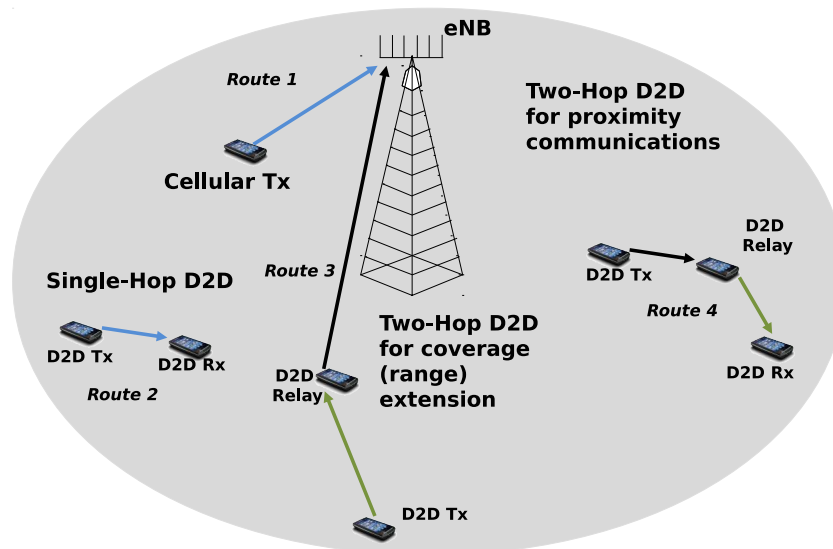 eNB
Route 1
Two-Hop D2D
for proximity
communications
Cellular Tx
Route 3
D2D
Relay
D2D Tx
Single-Hop D2D
Route 4
Two-Hop D2D
for coverage
(range)
extension
D2D Tx
D2D Rx
Route 2
D2D
Relay
D2D Rx
D2D Tx